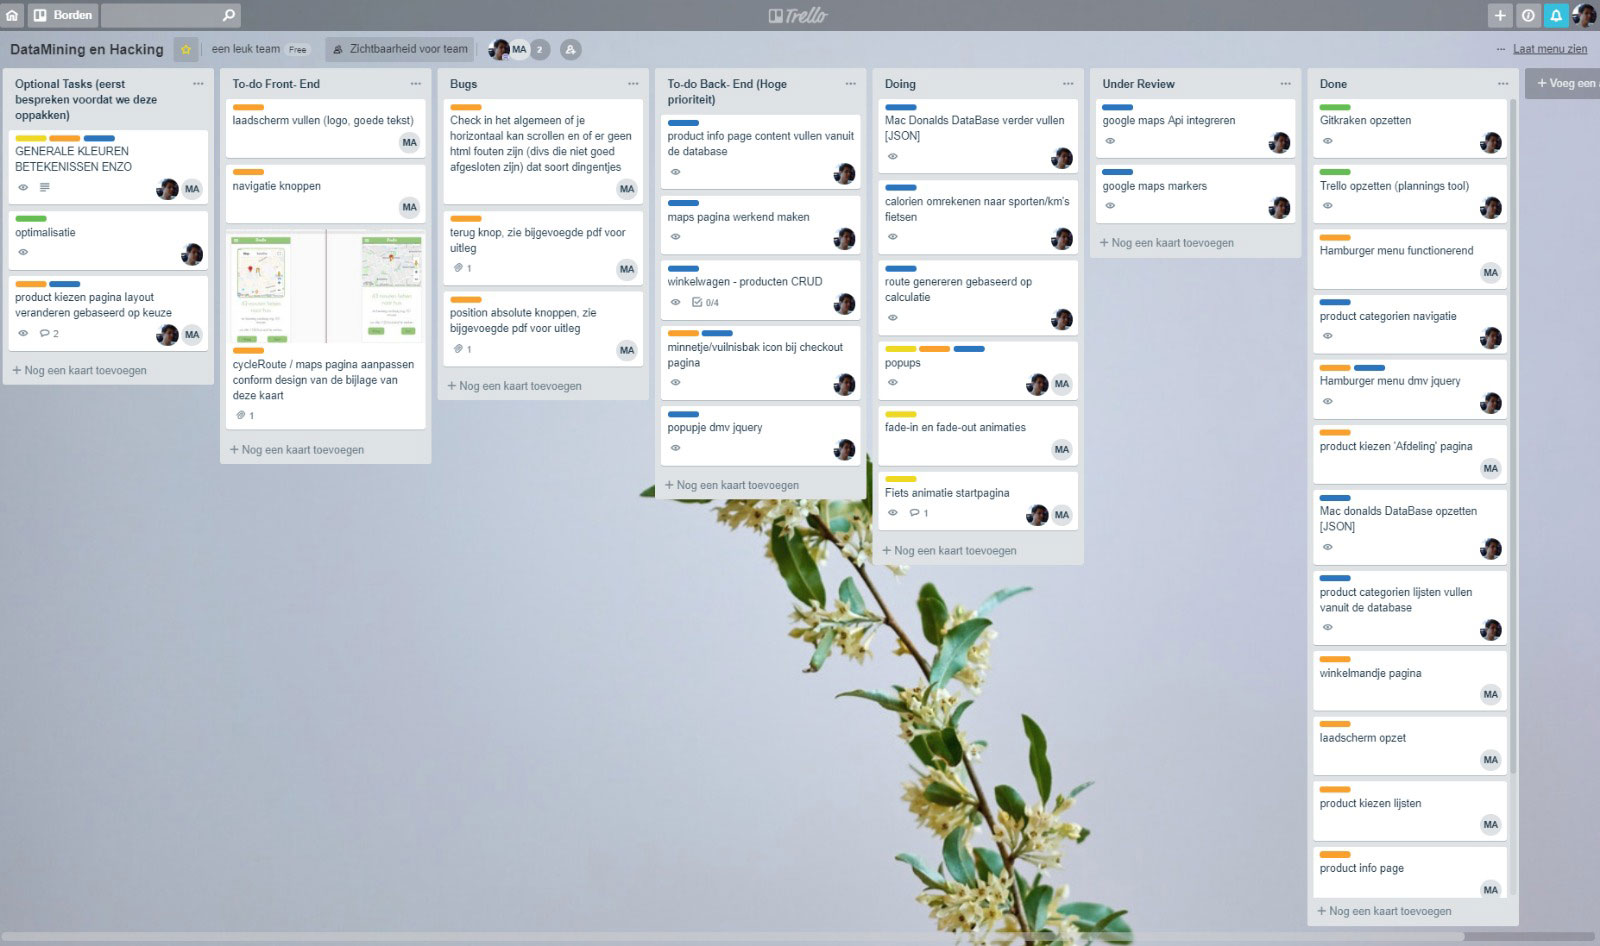 Borden
Trello
DataMining en Hacking
een leuk team
Free
Zichtbaarheid voor team
MA
2
Laat menu zien
Optional Tasks (eerst
bespreken voordat we deze
oppakken)
GENERALE KLEUREN
BETEKENISSEN ENZO
MA
optimalisatie
product kiezen pagina layout
veranderen gebaseerd op keuze
2
MA
+ Nog een kaart toevoegen
To-do Front- End
laadscherm vullen (logo, goede tekst)
MA
navigatie knoppen
MA
cycleRoute / maps pagina aanpassen
conform design van de bijlage van
deze kaart
1
+ Nog een kaart toevoegen
Bugs
Check in het algemeen of je
horizontaal kan scrollen en of er geen
html fouten zijn (divs die niet goed
afgesloten zijn) dat soort dingentjes
MA
terug knop, zie bijgevoegde pdf voor
uitleg
1
MA
position absolute knoppen, zie
bijgevoegde pdf voor uitleg
1
MA
+ Nog een kaart toevoegen
To-do Back- End (Hoge
prioriteit)
product info page content vullen vanuit
de database
maps pagina werkend maken
winkelwagen - producten CRUD
0/4
minnetje/vuilnisbak icon bij checkout
pagina
popupje dmv jquery
+ Nog een kaart toevoegen
Doing
Mac Donalds DataBase verder vullen
[JSON]
calorien omrekenen naar sporten/km's
fietsen
route genereren gebaseerd op
calculatie
popups
MA
fade-in en fade-out animaties
MA
Fiets animatie startpagina
1
MA
+ Nog een kaart toevoegen
Under Review
google maps Api integreren
google maps markers
+ Nog een kaart toevoegen
Done
Gitkraken opzetten
Trello opzetten (plannings tool)
Hamburger menu functionerend
MA
product categorien navigatie
Hamburger menu dmv jquery
product kiezen 'Afdeling' pagina
MA
Mac donalds DataBase opzetten
[JSON]
product categorien lijsten vullen
vanuit de database
winkelmandje pagina
MA
laadscherm opzet
MA
product kiezen lijsten
MA
product info page
MA
+ Nog een kaart toevoegen
+ Voeg een